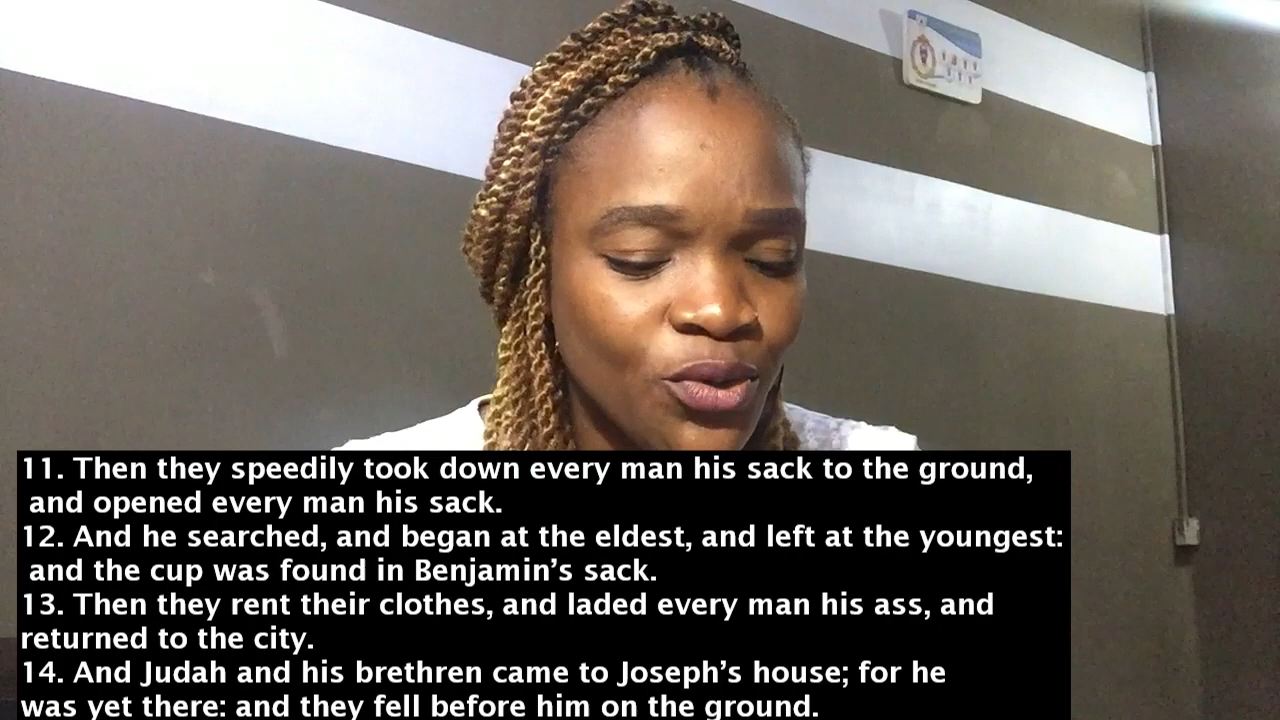 11. Then they speedily took down every man his sack to the ground,
and opened every man his sack.
12. And he searched, and began at the eldest, and left at the youngest:
and the cup was found in Benjamin’s sack.
13. Then they rent their clothes, and laded every man his ass, and
returned to the city.
14. And Judah and his brethren came to Joseph’s house; for he
was yet there: and they fell before him on the ground.